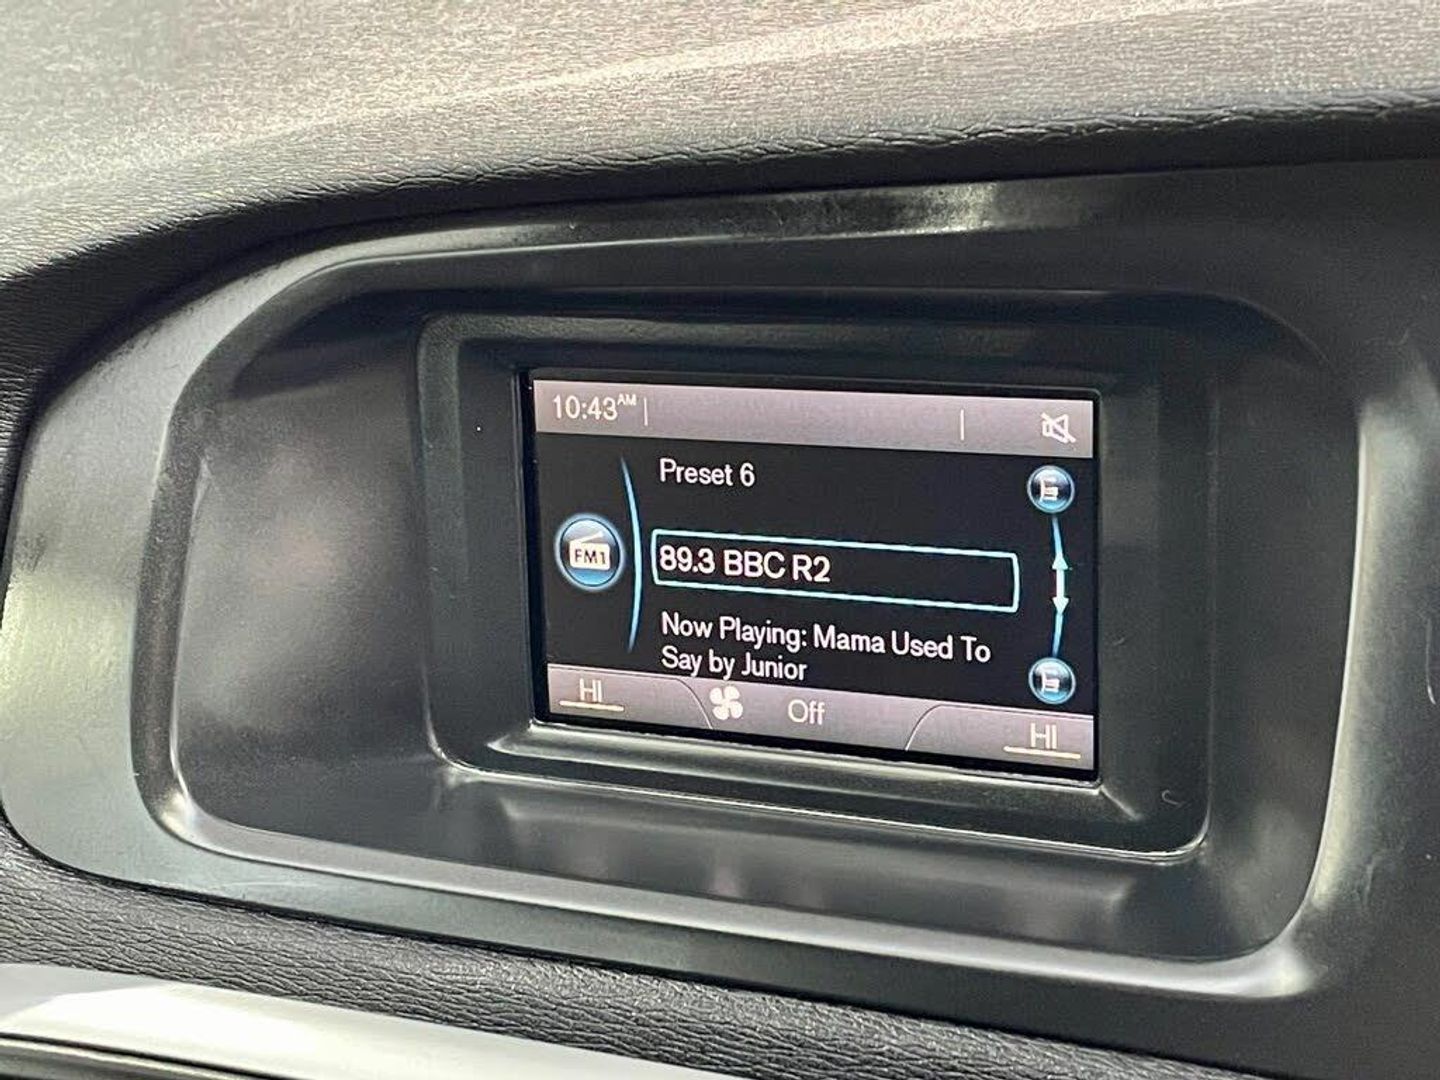 10:43AM
Preset 6
FM1
89.3 BBC R2
Now Playing: Mama Used To
Say by Junior
HI
Off
HI